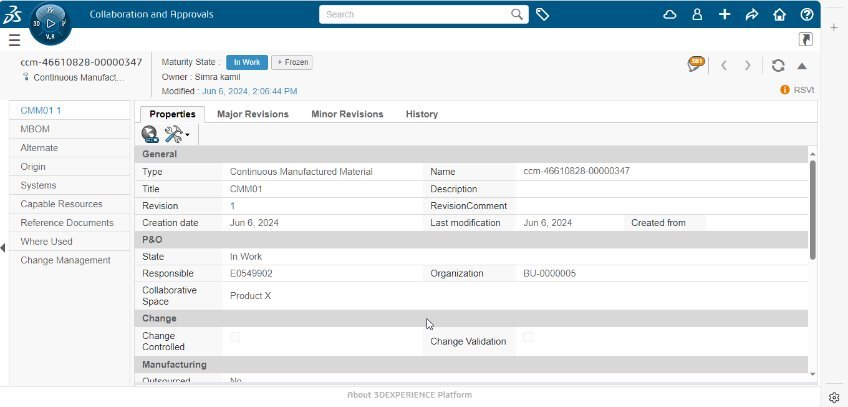 Collaboration and Approvals
Search
3D
V.R
ccm-46610828-00000347
Continuous Manufact...
Maturity State :
In Work
+ Frozen
Owner : Simra kamil
Modified : Jun 6, 2024, 2:06:44 PM
361
RSVt
CMM01 1
MBOM
Alternate
Origin
Systems
Capable Resources
Reference Documents
Where Used
Change Management
Properties Major Revisions Minor Revisions History
General
Type Continuous Manufactured Material Name ccm-46610828-00000347
Title CMM01 Description
Revision 1 RevisionComment
Creation date Jun 6, 2024 Last modification Jun 6, 2024 Created from
P&O
State In Work
Responsible E0549902 Organization BU-0000005
Collaborative Space Product X
Change
Change Controlled Change Validation
Manufacturing
Outsourced No
About 3DEXPERIENCE Platform